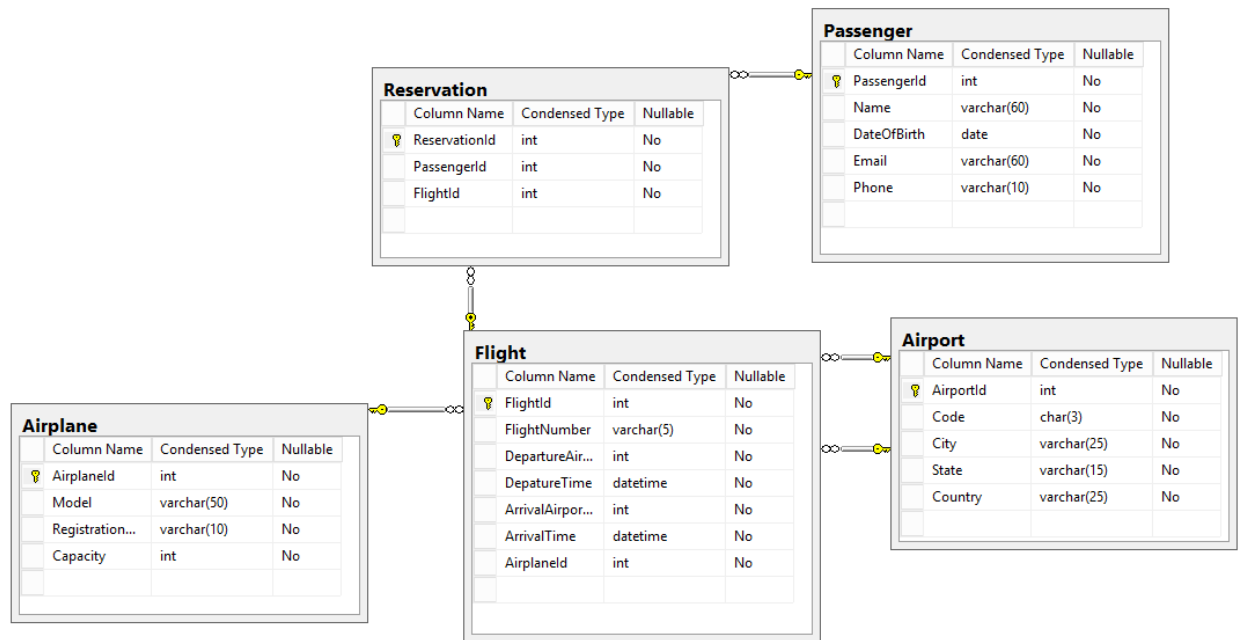 Passenger
Column Name Condensed Type Nullable
PassengerId int No
Name varchar(60) No
DateOfBirth date No
Email varchar(60) No
Phone varchar(10) No
Reservation
Column Name Condensed Type Nullable
ReservationId int No
PassengerId int No
FlightId int No
Flight
Column Name Condensed Type Nullable
FlightId int No
FlightNumber varchar(5) No
DepartureAir... int No
DepatureTime datetime No
ArrivalAirpor... int No
ArrivalTime datetime No
AirplaneId int No
Airport
Column Name Condensed Type Nullable
AirportId int No
Code char(3) No
City varchar(25) No
State varchar(15) No
Country varchar(25) No
Airplane
Column Name Condensed Type Nullable
AirplaneId int No
Model varchar(50) No
Registration... varchar(10) No
Capacity int No